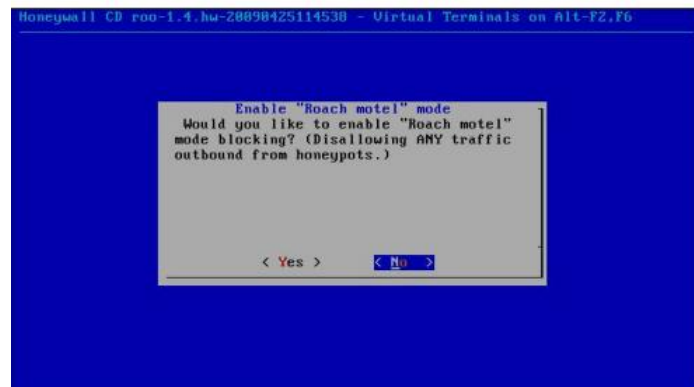 Honeywall CD roo-1.4.hw-20090425114538 - Virtual Terminals on Alt-F2,F6
Enable "Roach motel" mode
Would you like to enable "Roach motel"
mode blocking? (Disallowing ANY traffic
outbound from honeypots.)
< Yes > < No >